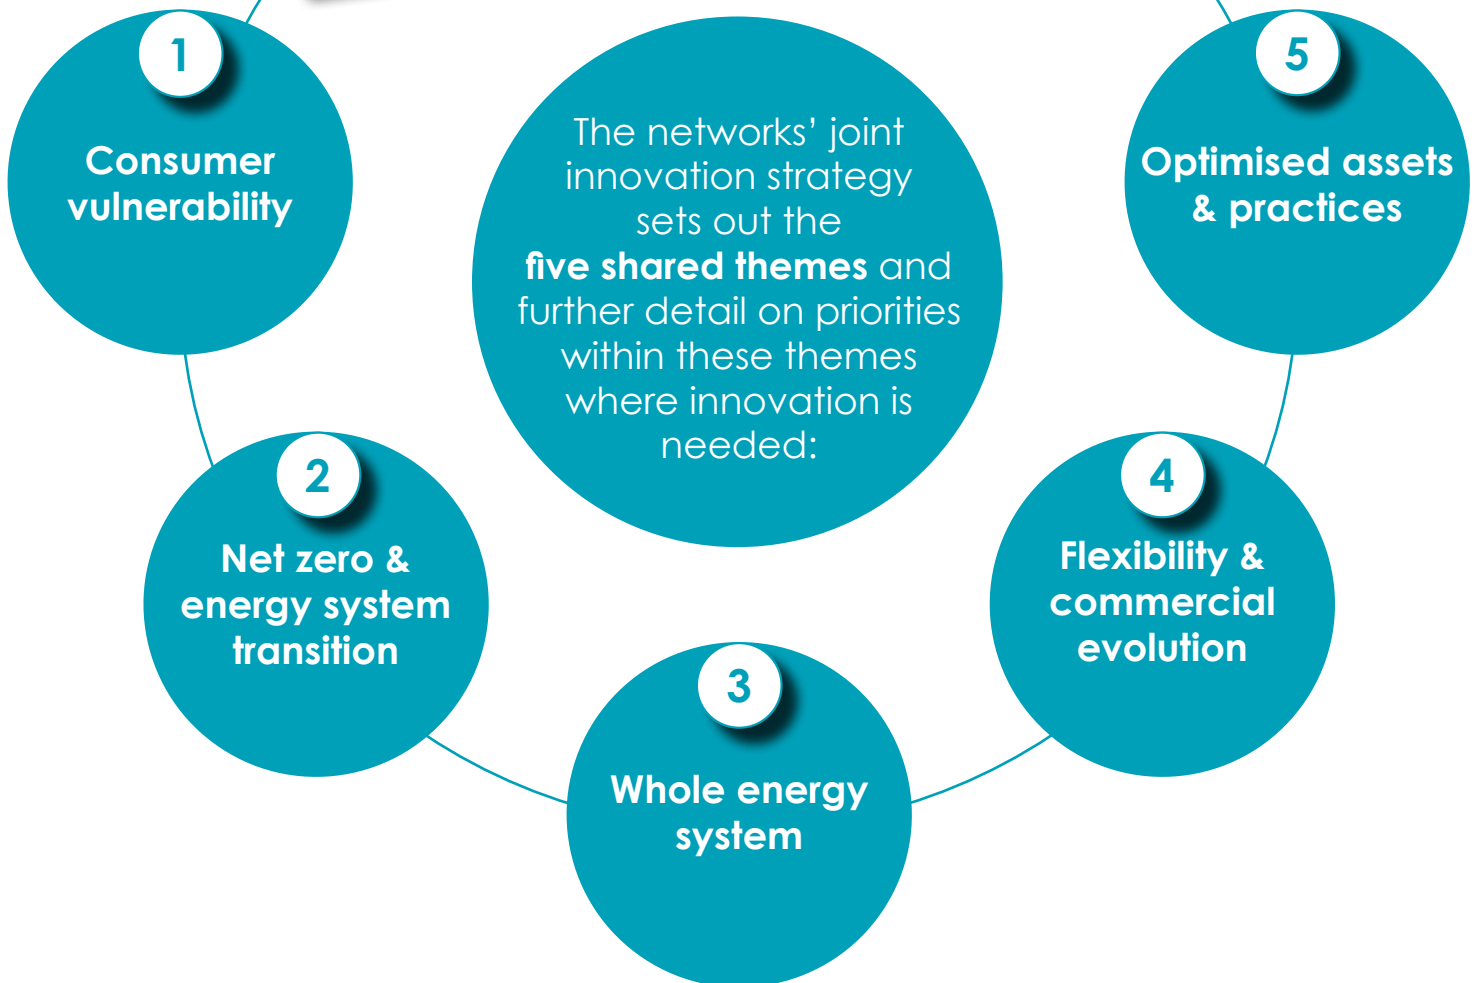 The networks’ joint
innovation strategy
sets out the
five shared themes and
further detail on priorities
within these themes
where innovation is
needed:
1
Consumer
vulnerability
2
Net zero &
energy system
transition
3
Whole energy
system
4
Flexibility &
commercial
evolution
5
Optimised assets
& practices